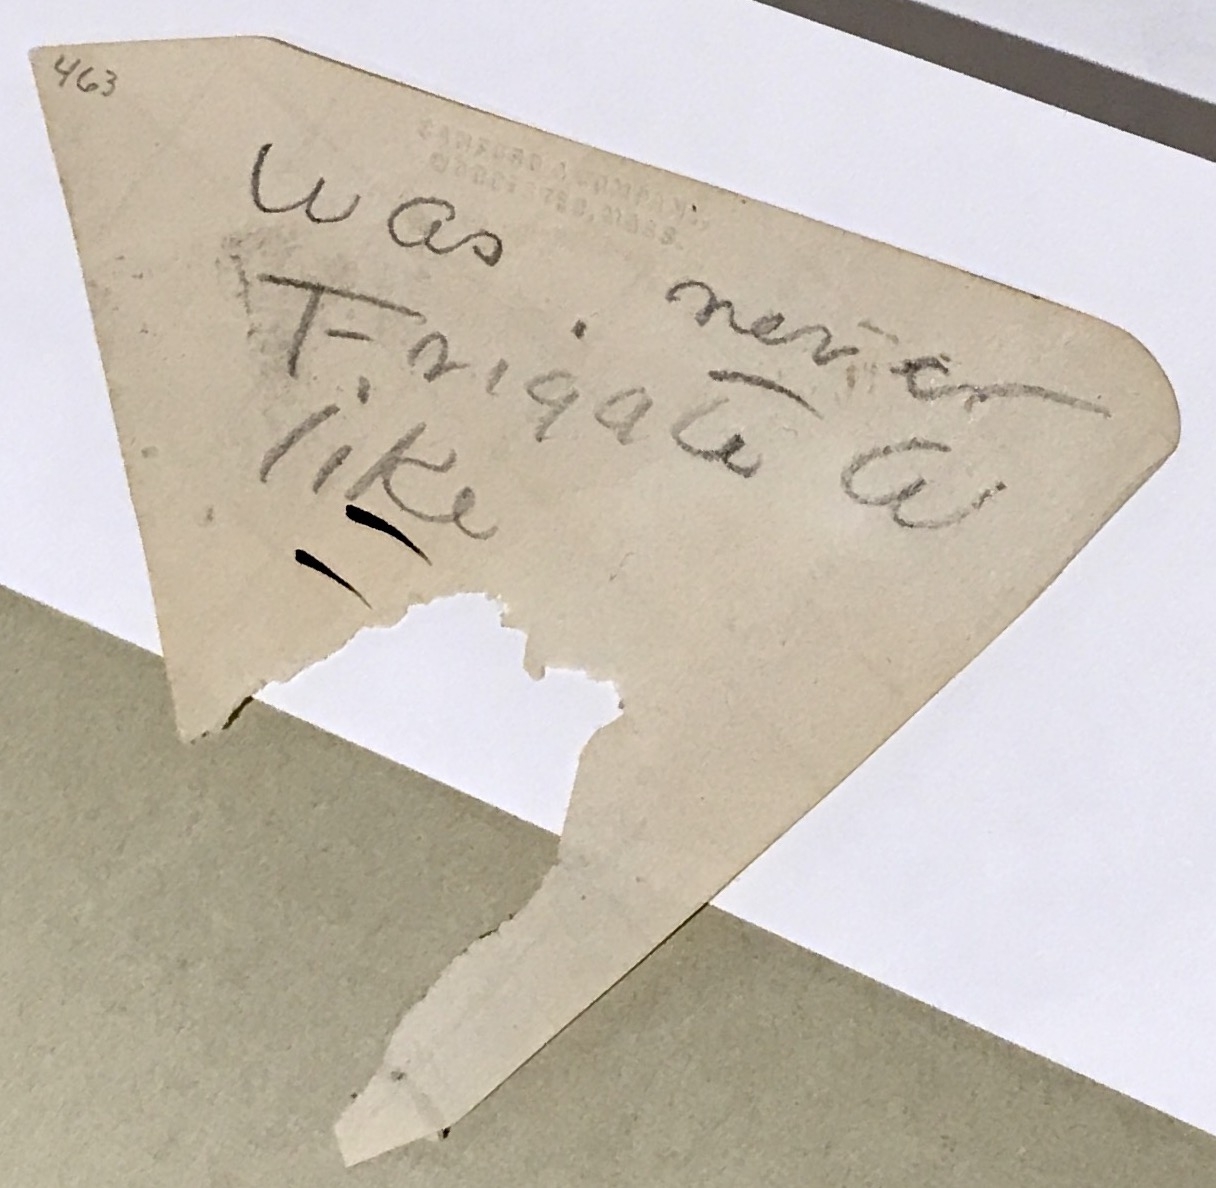 463
was never
Frigate a
like